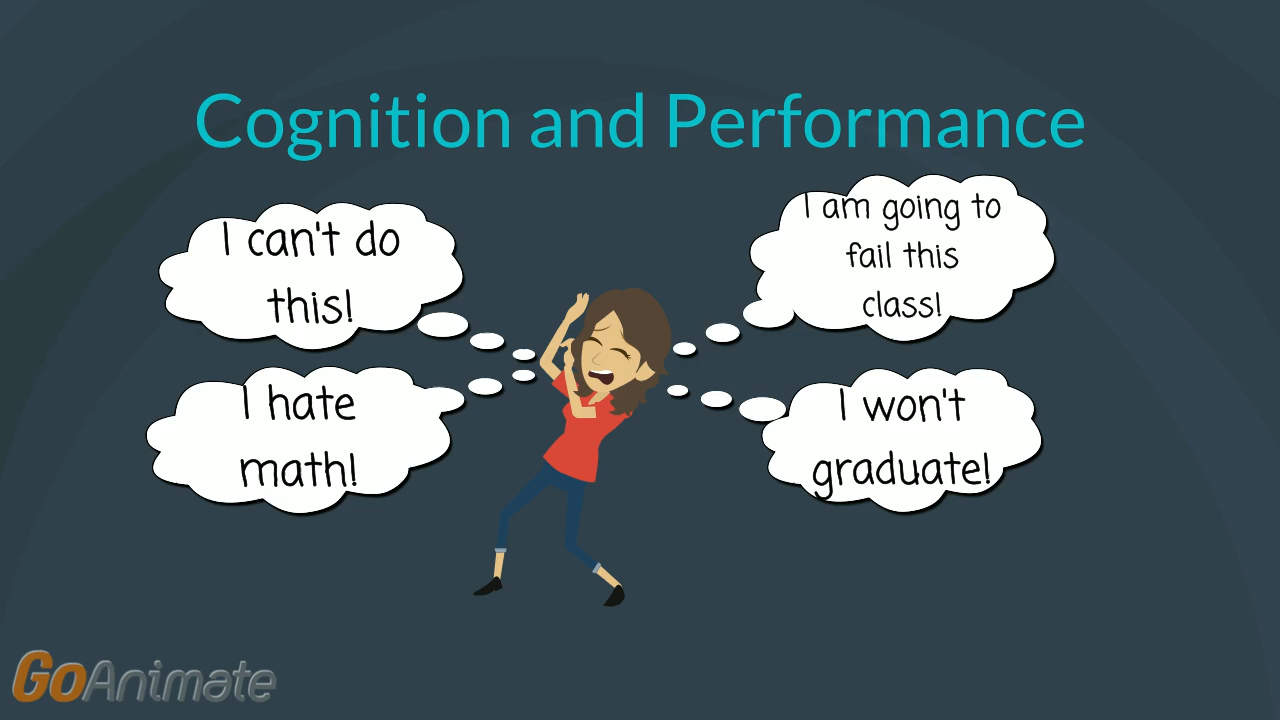 Cognition and Performance
I can't do
this!
I am going to
fail this
class!
I hate
math!
I won't
graduate!
GoAnimate